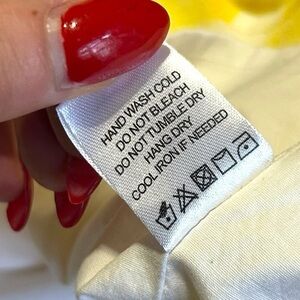 HAND WASH COLD
DO NOT BLEACH
DO NOT TUMBLE DRY
HANG DRY
COOL IRON IF NEEDED